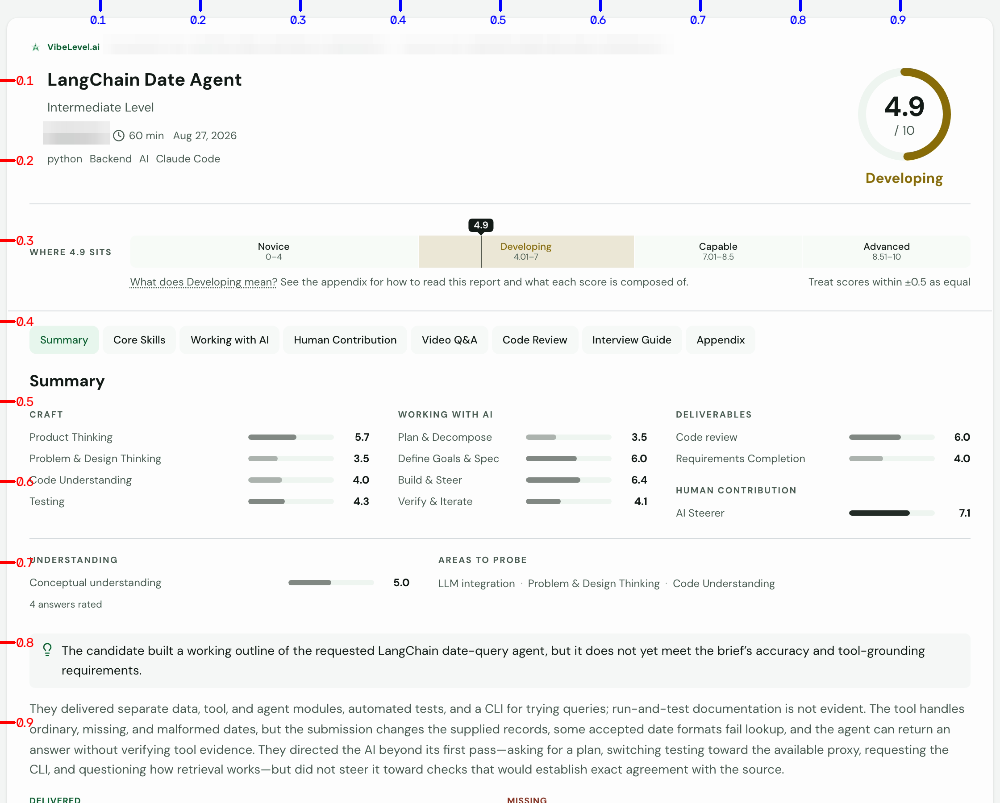 0.1 0.2 0.3 0.4 0.5 0.6 0.7 0.8 0.9
VibeLevel.ai
0.1
LangChain Date Agent
Intermediate Level
60 min Aug 27, 2026
0.2
python Backend AI Claude Code
4.9
/ 10
Developing
4.9
0.3
WHERE 4.9 SITS
Novice
0–4
Developing
4.01–7
Capable
7.01–8.5
Advanced
8.51–10
What does Developing mean? See the appendix for how to read this report and what each score is composed of.
Treat scores within ±0.5 as equal
0.4
Summary Core Skills Working with AI Human Contribution Video Q&A Code Review Interview Guide Appendix
Summary
0.5
CRAFT
Product Thinking 5.7
Problem & Design Thinking 3.5
0.6
Code Understanding 4.0
Testing 4.3
WORKING WITH AI
Plan & Decompose 3.5
Define Goals & Spec 6.0
Build & Steer 6.4
Verify & Iterate 4.1
DELIVERABLES
Code review 6.0
Requirements Completion 4.0
HUMAN CONTRIBUTION
AI Steerer 7.1
0.7
UNDERSTANDING
Conceptual understanding 5.0
4 answers rated
AREAS TO PROBE
LLM integration · Problem & Design Thinking · Code Understanding
0.8
The candidate built a working outline of the requested LangChain date-query agent, but it does not yet meet the brief's accuracy and tool-grounding
requirements.
They delivered separate data, tool, and agent modules, automated tests, and a CLI for trying queries; run-and-test documentation is not evident. The tool handles
0.9
ordinary, missing, and malformed dates, but the submission changes the supplied records, some accepted date formats fail lookup, and the agent can return an
answer without verifying tool evidence. They directed the AI beyond its first pass—asking for a plan, switching testing toward the available proxy, requesting the
CLI, and questioning how retrieval works—but did not steer it toward checks that would establish exact agreement with the source.
DELIVERED
MISSING